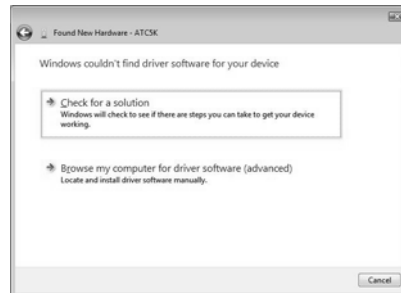 Found New Hardware - ATC5K
Windows couldn't find driver software for your device
Check for a solution
Windows will check to see if there are steps you can take to get your device
working.
Browse my computer for driver software (advanced)
Locate and install driver software manually.
Cancel